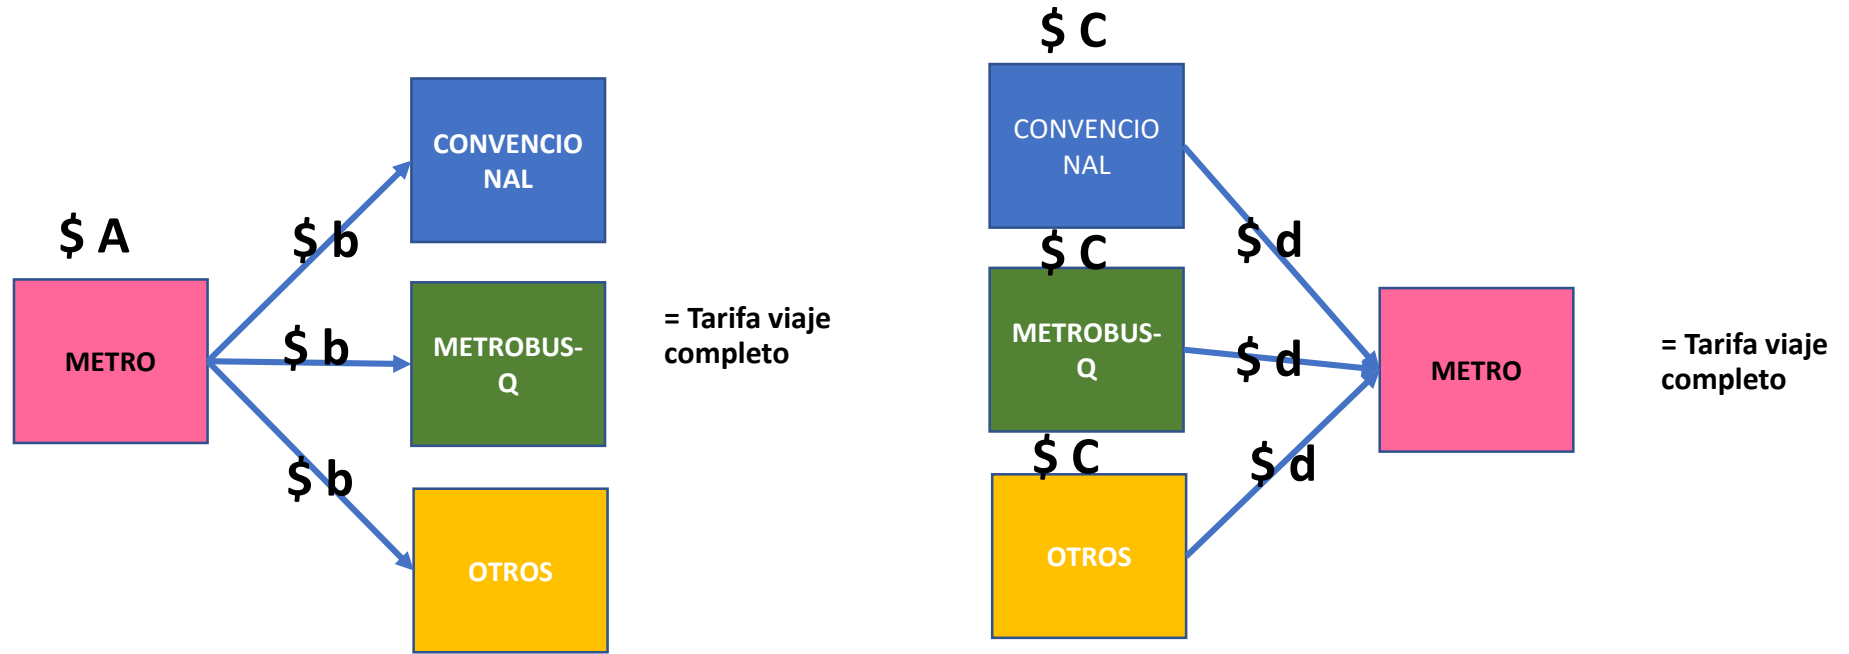 $ A
METRO
$ b
$ b
$ b
CONVENCIO
NAL
METROBUS-
Q
OTROS
= Tarifa viaje
completo
$ C
CONVENCIO
NAL
$ C
METROBUS-
Q
$ C
OTROS
$ d
$ d
$ d
METRO
= Tarifa viaje
completo